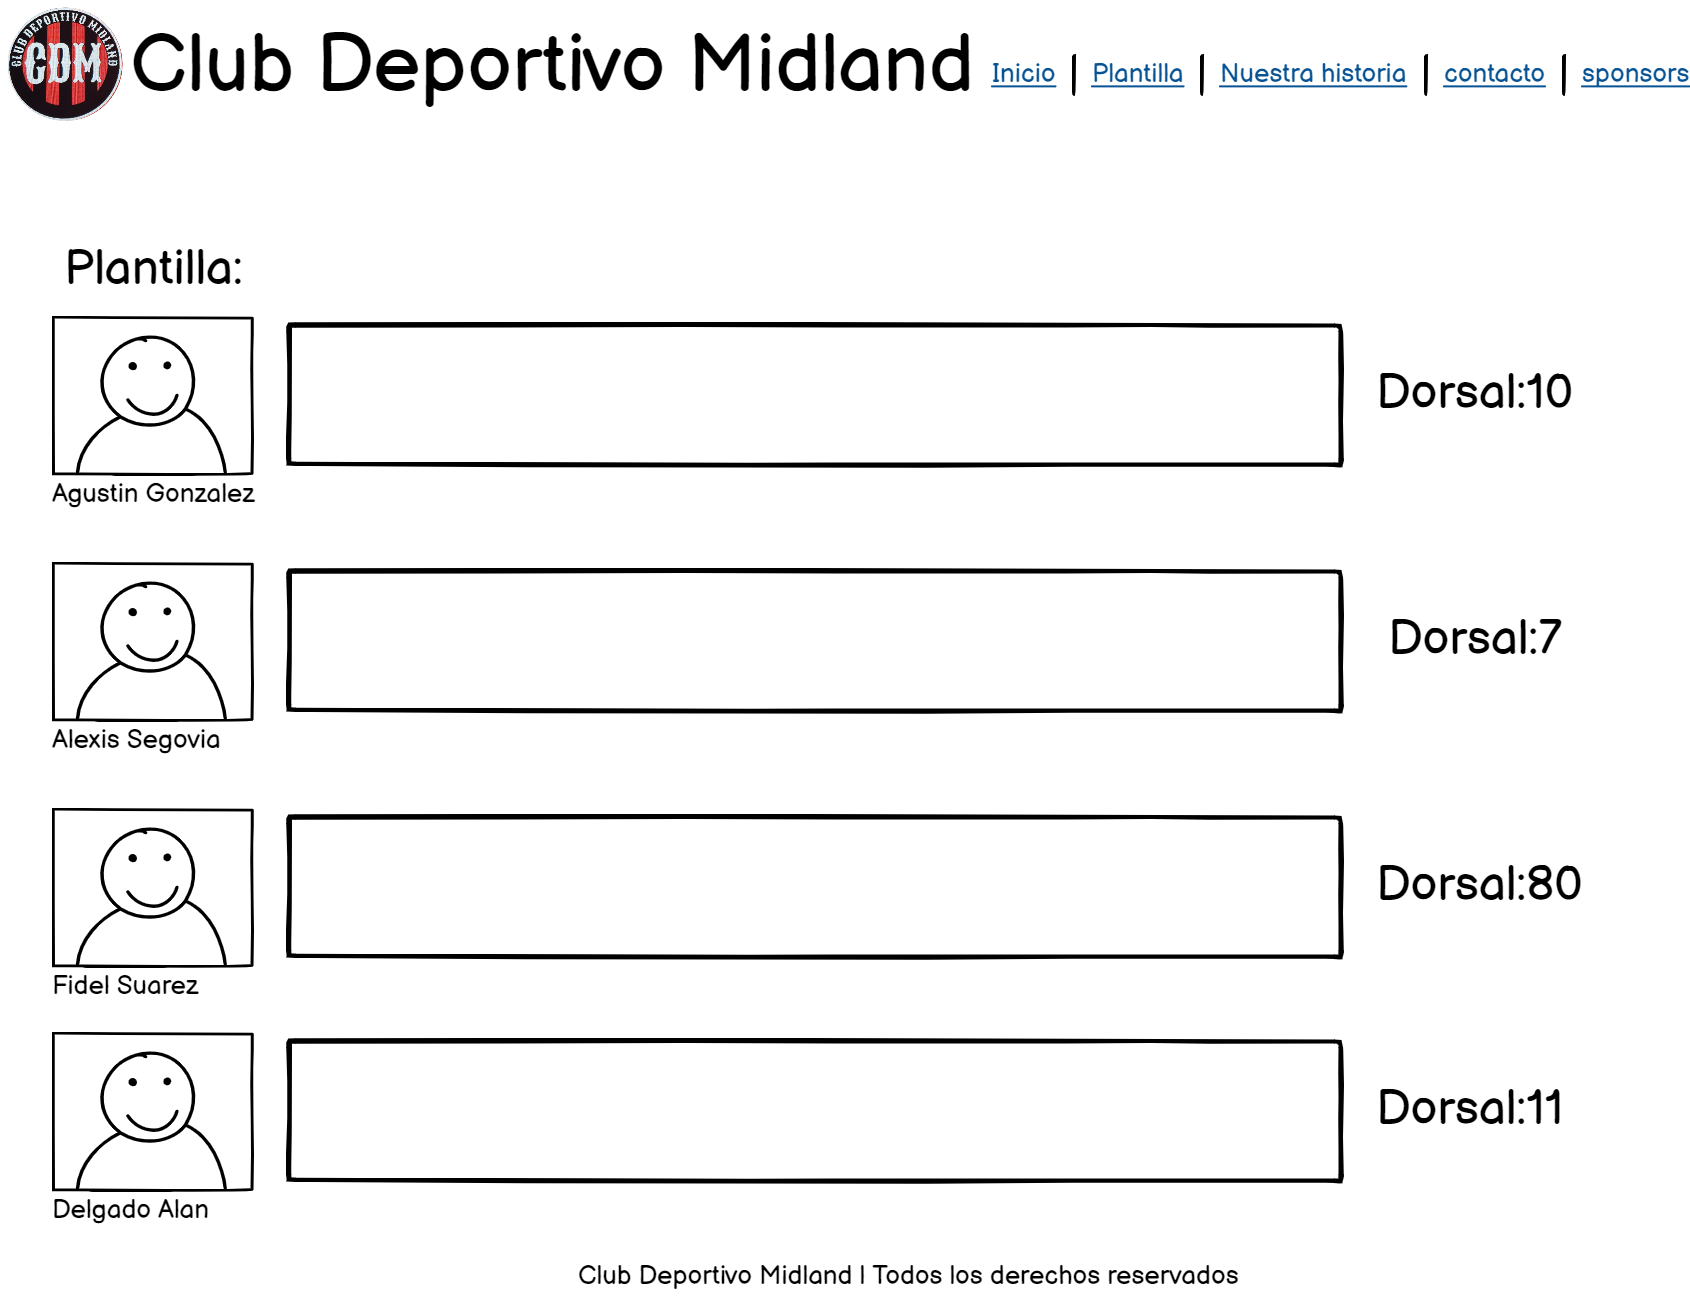 CLUB DEPORTIVO MIDLAND
CDM
Club Deportivo Midland
Inicio | Plantilla | Nuestra historia | contacto | sponsors
Plantilla:
Dorsal:10
Agustin Gonzalez
Dorsal:7
Alexis Segovia
Dorsal:80
Fidel Suarez
Dorsal:11
Delgado Alan
Club Deportivo Midland | Todos los derechos reservados